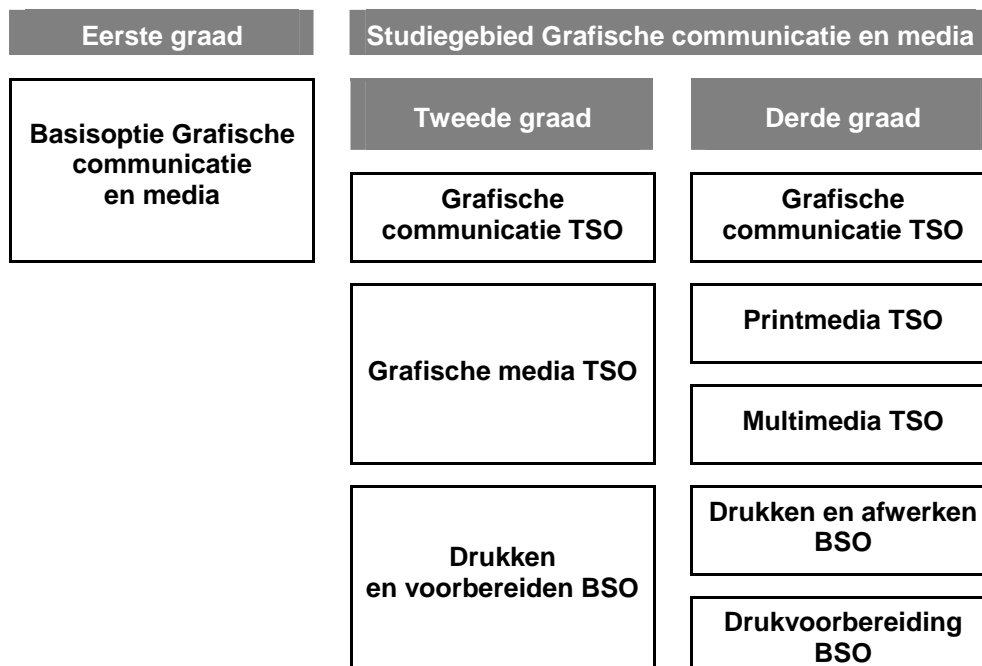 Eerste graad
Studiegebied Grafische communicatie en media
Basisoptie Grafische
communicatie
en media
Tweede graad
Derde graad
Grafische
communicatie TSO
Grafische
communicatie TSO
Grafische media TSO
Printmedia TSO
Multimedia TSO
Drukken
en voorbereiden BSO
Drukken en afwerken
BSO
Drukvoorbereiding
BSO